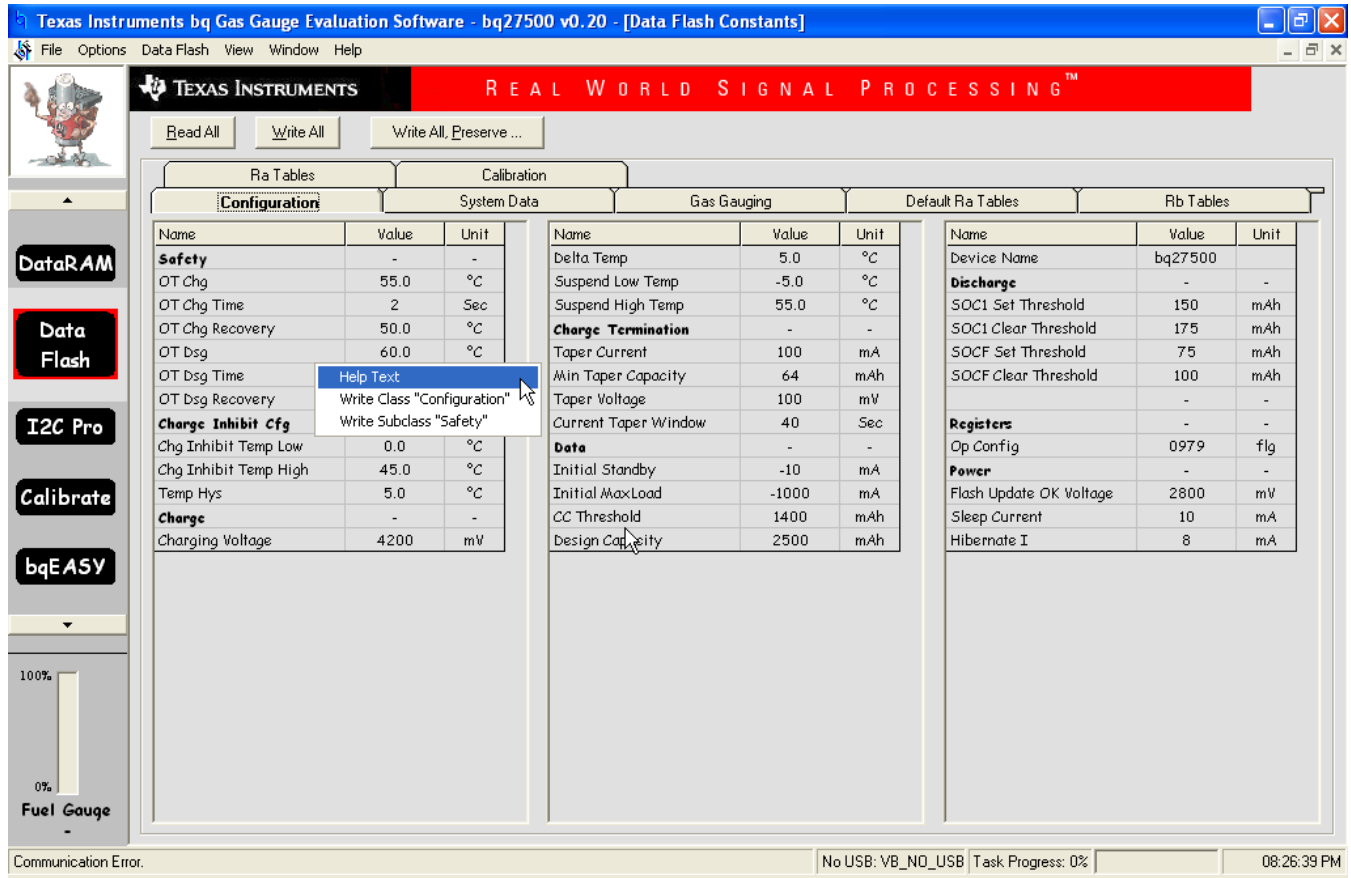 Texas Instruments bq Gas Gauge Evaluation Software - bq27500 v0.20 - [Data Flash Constants]
File Options Data Flash View Window Help
TEXAS INSTRUMENTS REAL WORLD SIGNAL PROCESSING™
Read All Write All Write All, Preserve ...
Ra Tables Calibration
Configuration System Data Gas Gauging Default Ra Tables Rb Tables
DataRAM
Data
Flash
I2C Pro
Calibrate
bqEASY
100%
0%
Fuel Gauge
-
Name Value Unit
Safety - -
OT Chg 55.0 °C
OT Chg Time 2 Sec
OT Chg Recovery 50.0 °C
OT Dsg 60.0 °C
OT Dsg Time
OT Dsg Recovery
Charge Inhibit Cfg
Chg Inhibit Temp Low 0.0 °C
Chg Inhibit Temp High 45.0 °C
Temp Hys 5.0 °C
Charge - -
Charging Voltage 4200 mV
Help Text
Write Class "Configuration"
Write Subclass "Safety"
Name Value Unit
Delta Temp 5.0 °C
Suspend Low Temp -5.0 °C
Suspend High Temp 55.0 °C
Charge Termination - -
Taper Current 100 mA
Min Taper Capacity 64 mAh
Taper Voltage 100 mV
Current Taper Window 40 Sec
Data - -
Initial Standby -10 mA
Initial MaxLoad -1000 mA
CC Threshold 1400 mAh
Design Capacity 2500 mAh
Name Value Unit
Device Name bq27500
Discharge - -
SOC1 Set Threshold 150 mAh
SOC1 Clear Threshold 175 mAh
SOCF Set Threshold 75 mAh
SOCF Clear Threshold 100 mAh
- -
Registers - -
Op Config 0979 flg
Power - -
Flash Update OK Voltage 2800 mV
Sleep Current 10 mA
Hibernate I 8 mA
Communication Error. No USB: VB_NO_USB Task Progress: 0% 08:26:39 PM